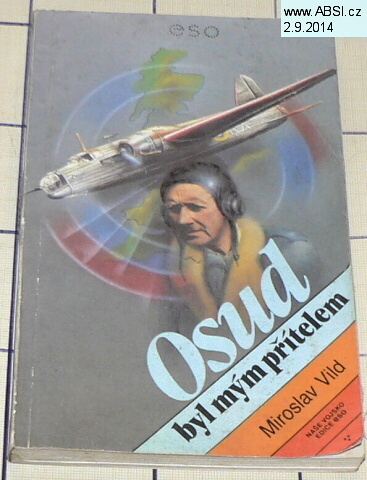 www.ABSI.cz
2.9.2014
eso
Osud
byl mým přítelem
Miroslav Vild
NAŠE VOJSKO
EDICE ESO